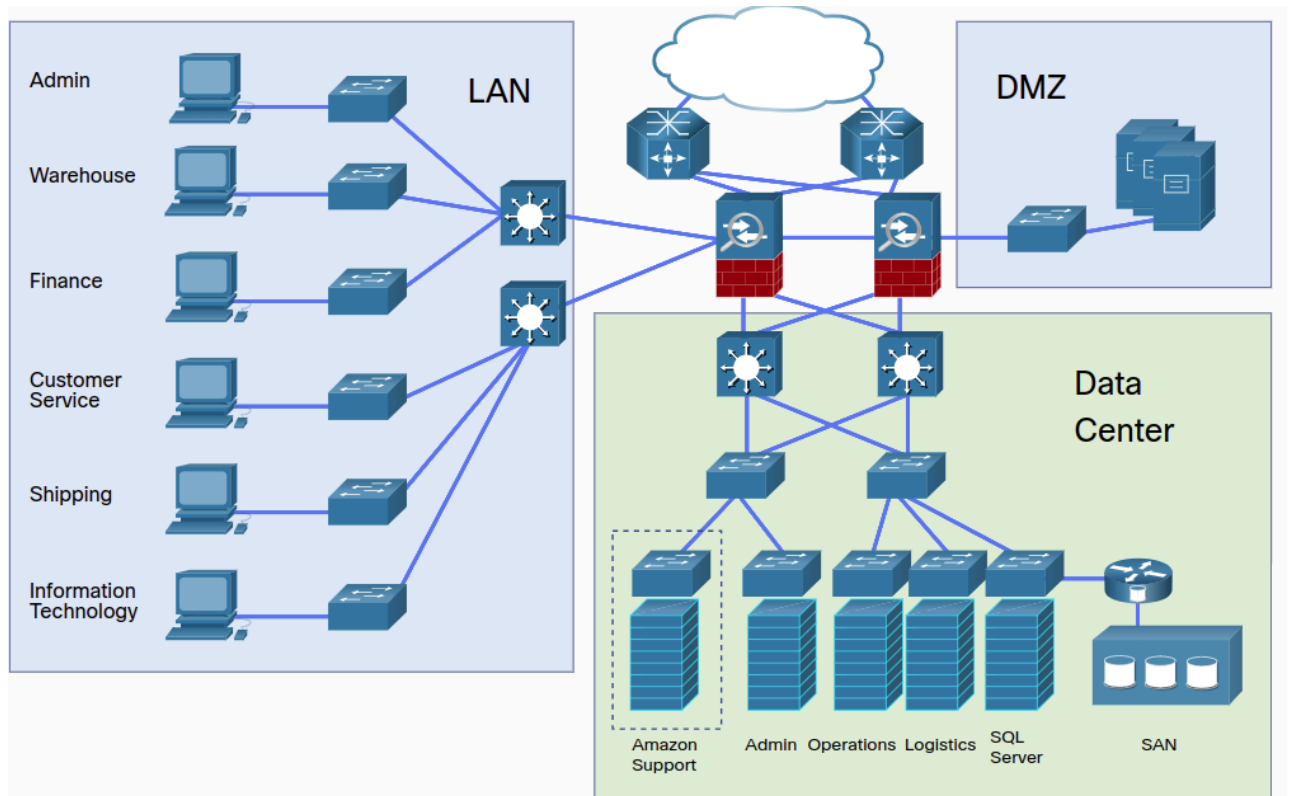 LAN
Admin
Warehouse
Finance
Customer
Service
Shipping
Information
Technology
DMZ
Data
Center
Amazon
Support
Admin
Operations
Logistics
SQL
Server
SAN